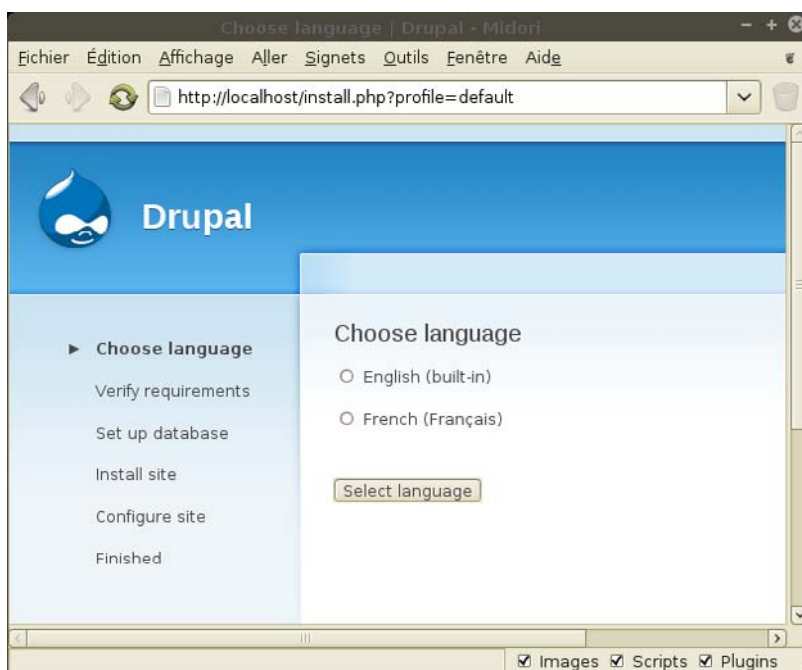 Choose language | Drupal - Midori
Fichier Édition Affichage Aller Signets Outils Fenêtre Aide
http://localhost/install.php?profile=default
Drupal
Choose language
Verify requirements
Set up database
Install site
Configure site
Finished
Choose language
English (built-in)
French (Français)
Select language
Images Scripts Plugins